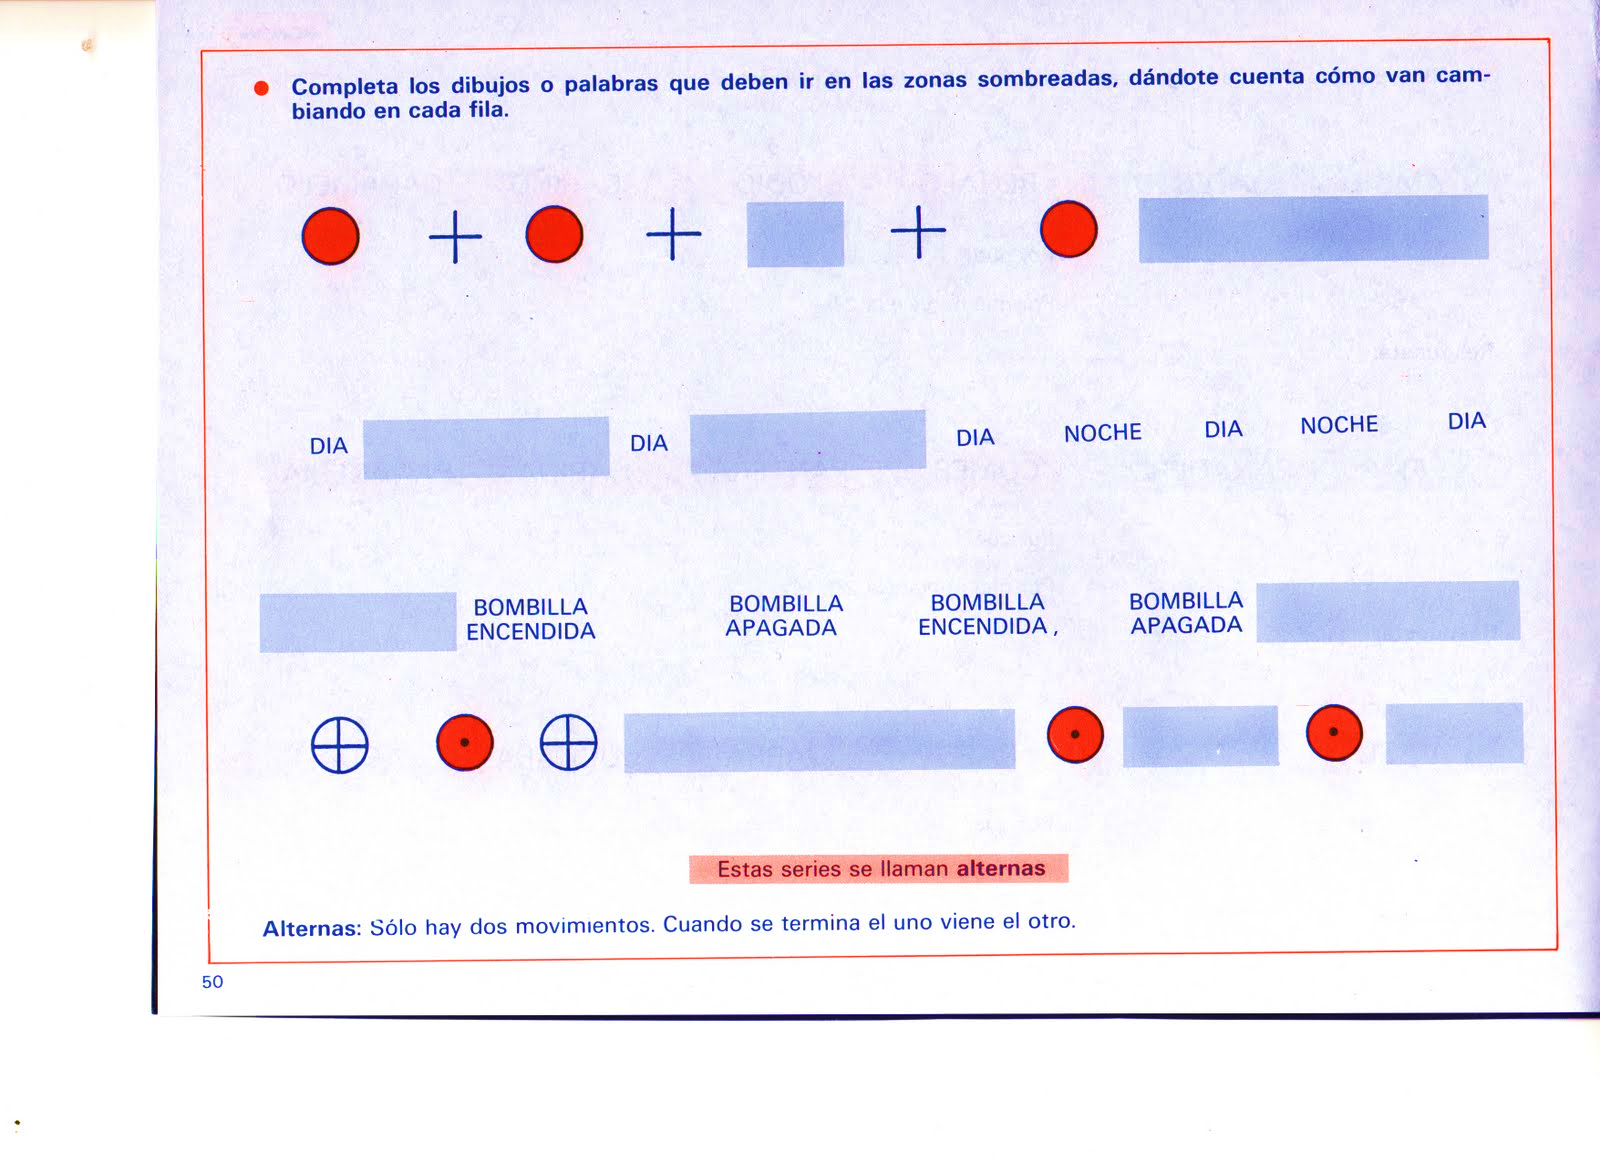 Completa los dibujos o palabras que deben ir en las zonas sombreadas, dándote cuenta cómo van cam-
biando en cada fila.
DIA DIA DIA NOCHE DIA NOCHE DIA
BOMBILLA BOMBILLA BOMBILLA BOMBILLA
ENCENDIDA APAGADA ENCENDIDA, APAGADA
Estas series se llaman alternas
Alternas: Sólo hay dos movimientos. Cuando se termina el uno viene el otro.
50